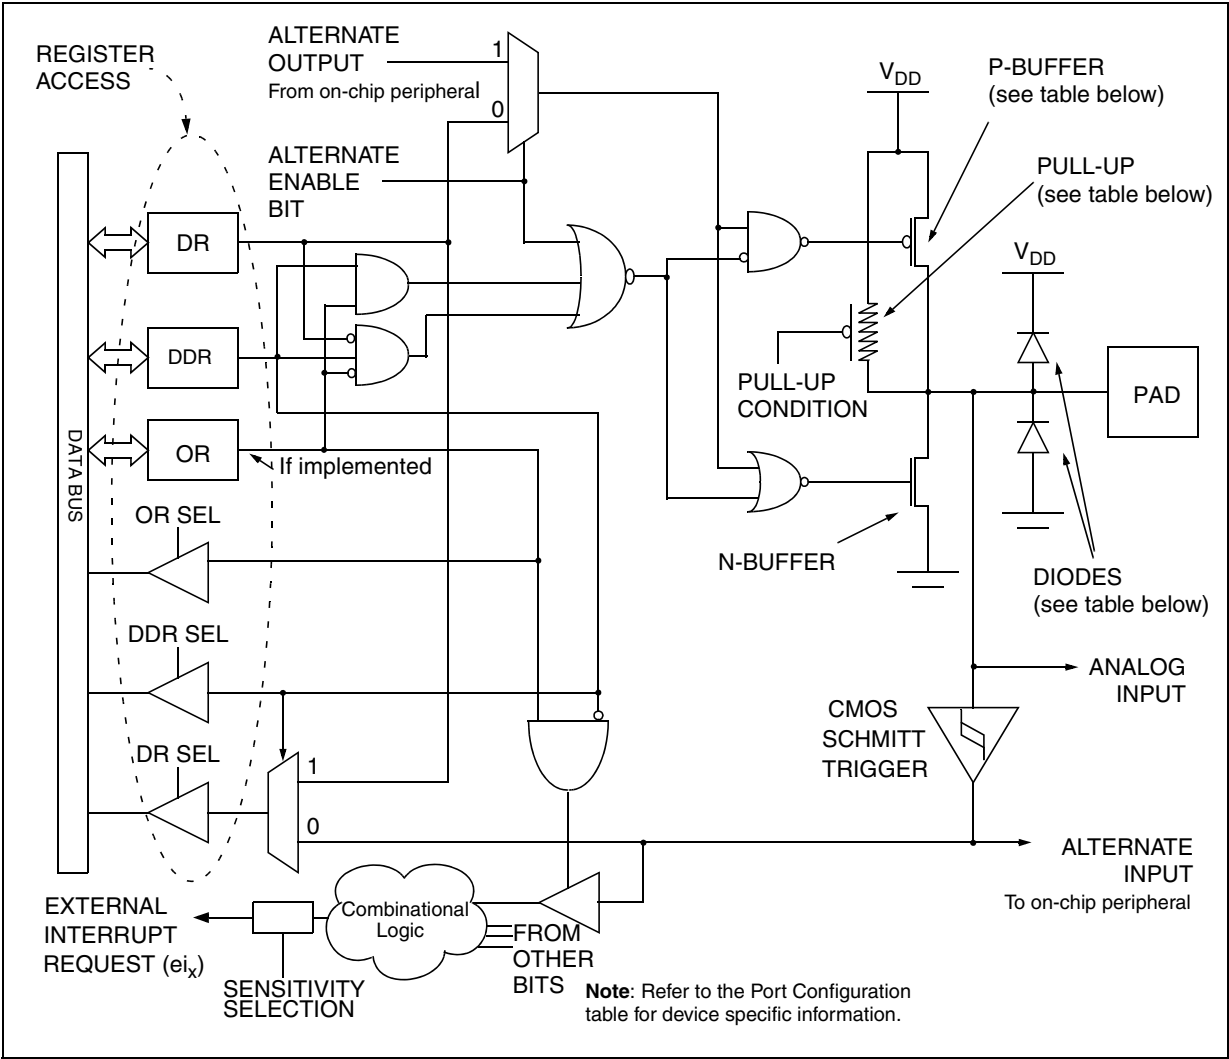 REGISTER
ACCESS
ALTERNATE
OUTPUT
From on-chip peripheral
1
0
ALTERNATE
ENABLE
BIT
VDD
P-BUFFER
(see table below)
PULL-UP
(see table below)
VDD
DR
DDR
OR
DATA BUS
If implemented
PULL-UP
CONDITION
PAD
OR SEL
N-BUFFER
DIODES
(see table below)
DDR SEL
DR SEL
1
0
ANALOG
INPUT
CMOS
SCHMITT
TRIGGER
ALTERNATE
INPUT
To on-chip peripheral
EXTERNAL
INTERRUPT
REQUEST (eix)
Combinational
Logic
FROM
OTHER
BITS
SENSITIVITY
SELECTION
Note: Refer to the Port Configuration
table for device specific information.